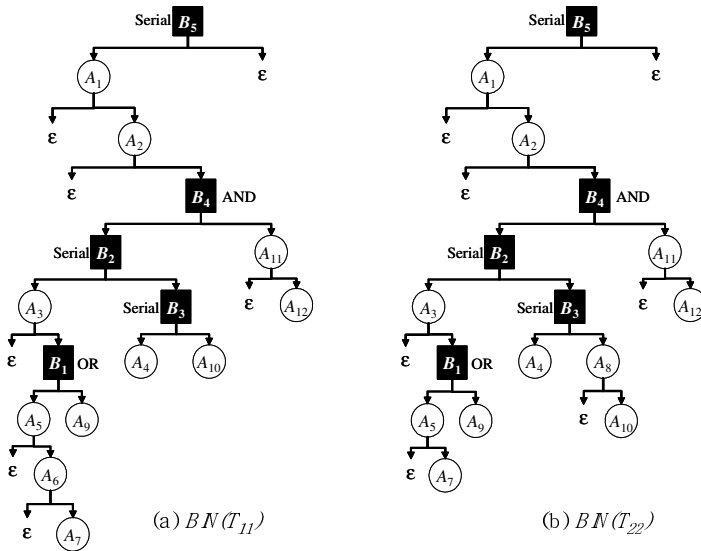 Serial B5
Serial B5
A1
ε
A1
ε
ε
A2
ε
A2
ε
B4 AND
ε
B4 AND
Serial B2
A11
Serial B2
A11
A3
Serial B3
ε
A12
A3
Serial B3
ε
A12
ε
B1 OR
A4
A10
ε
B1 OR
A4
A8
A5
A9
A5
A9
ε
A10
ε
A6
ε
A7
ε
A7
(a) BIN(T11)
(b) BIN(T22)